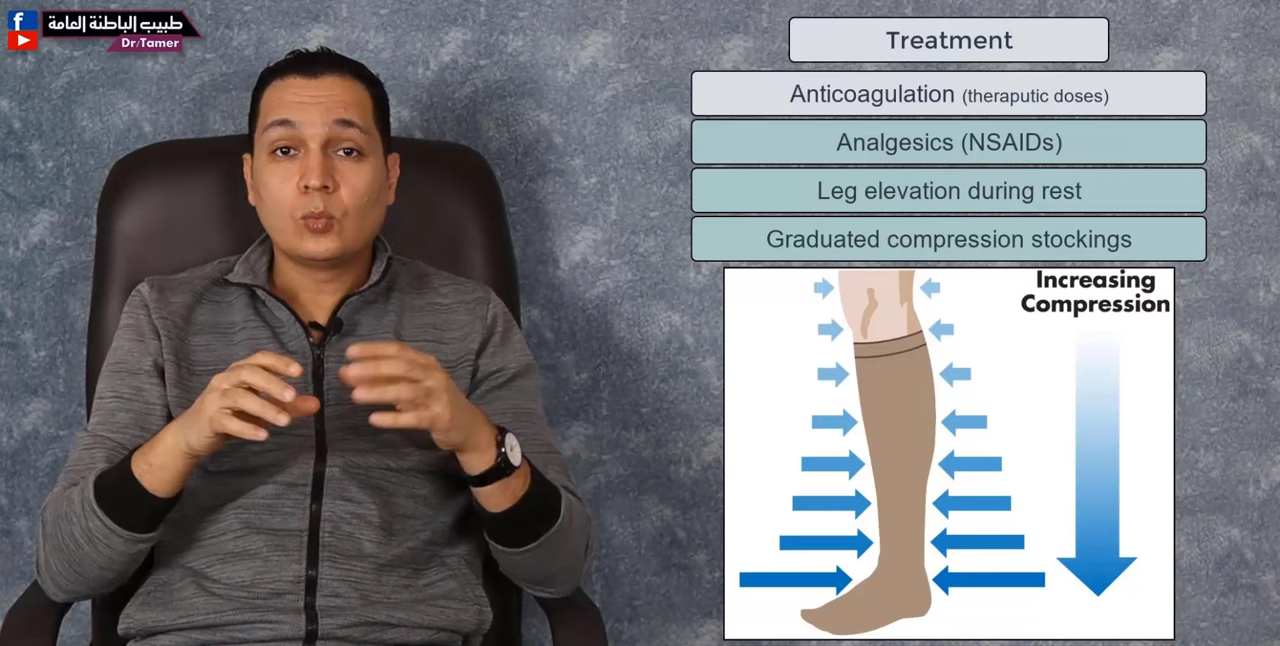 f
طبيب الباطنة العامة
Dr/Tamer
Treatment
Anticoagulation (theraputic doses)
Analgesics (NSAIDs)
Leg elevation during rest
Graduated compression stockings
Increasing
Compression